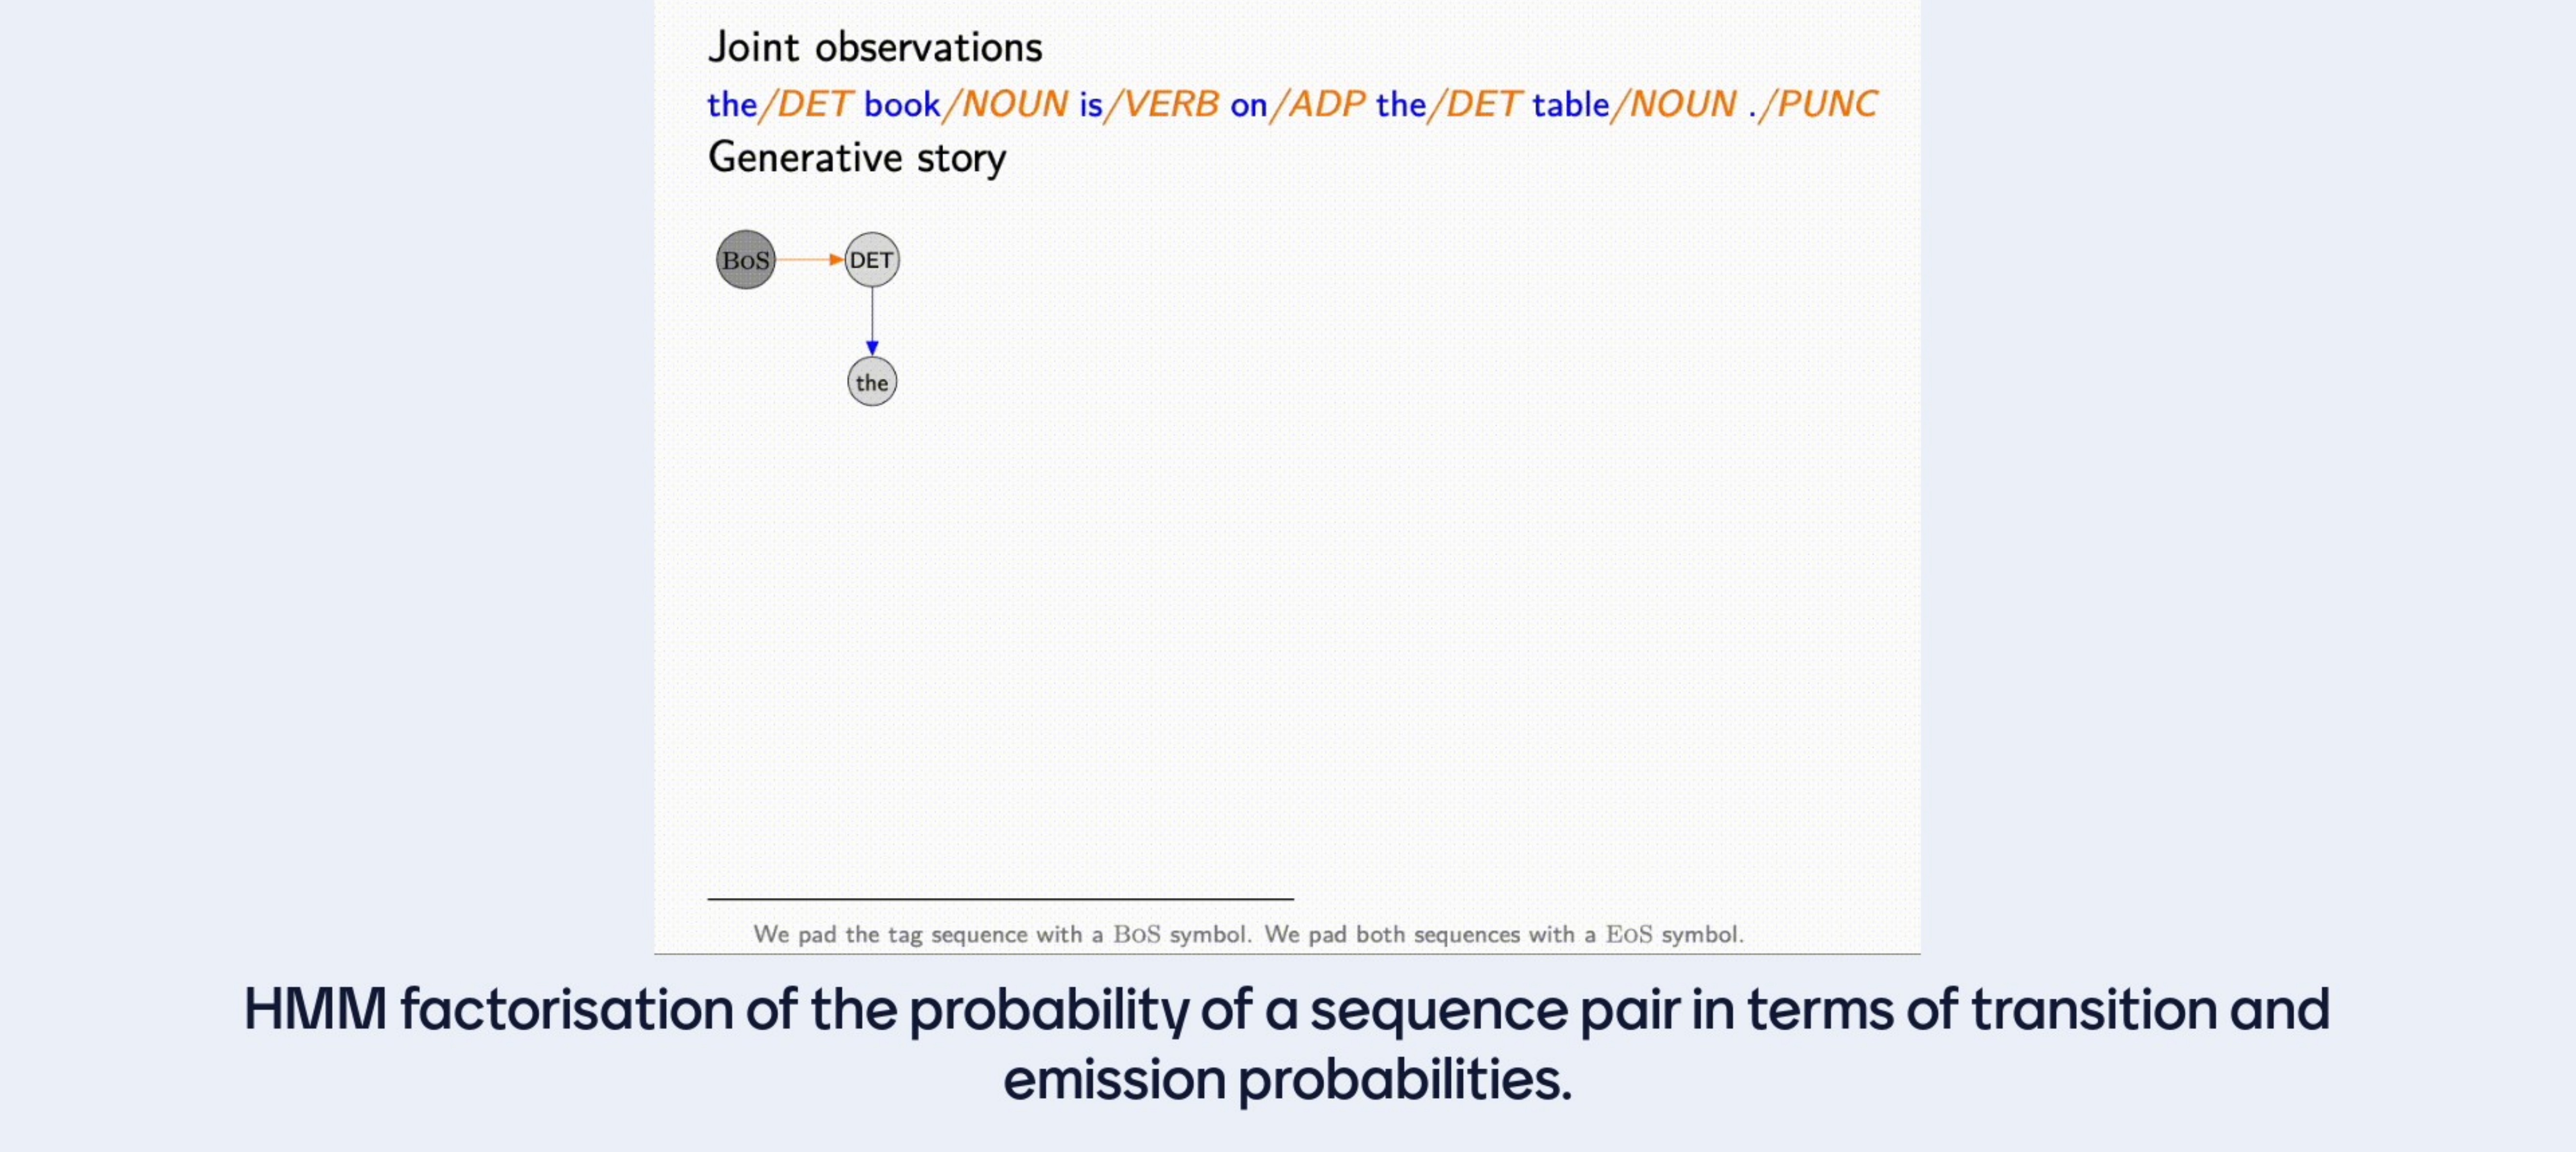 Joint observations
the/DET book/NOUN is/VERB on/ADP the/DET table/NOUN ./PUNC
Generative story
BoS DET
the
We pad the tag sequence with a BoS symbol. We pad both sequences with a EoS symbol.
HMM factorisation of the probability of a sequence pair in terms of transition and
emission probabilities.